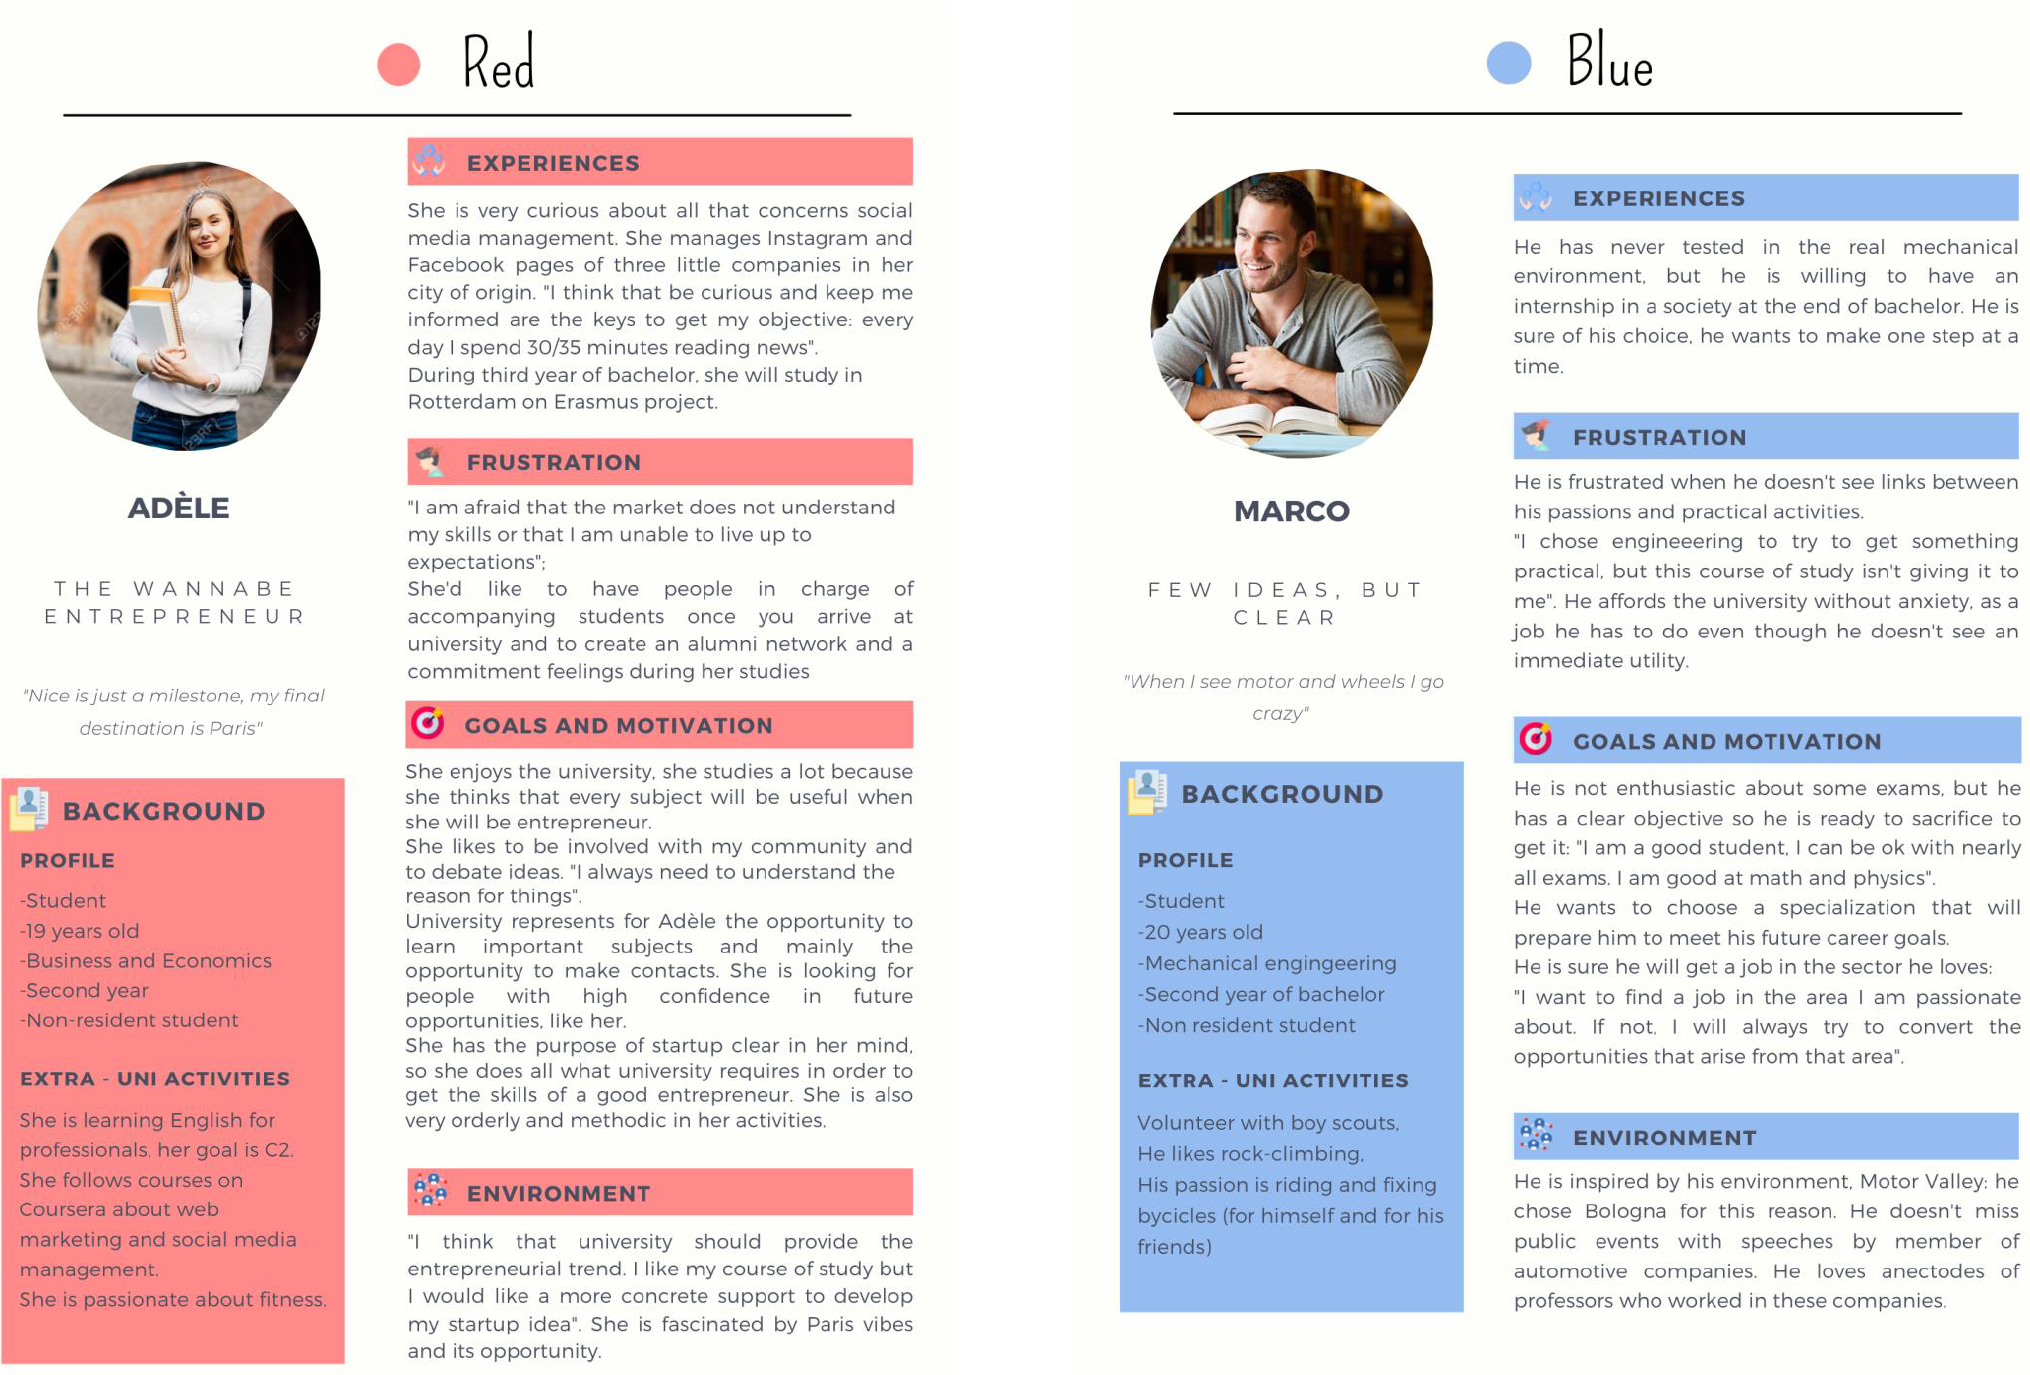 Red
EXPERIENCES
She is very curious about all that concerns social
media management. She manages Instagram and
Facebook pages of three little companies in her
city of origin. "I think that be curious and keep me
informed are the keys to get my objective: every
day I spend 30/35 minutes reading news".
During third year of bachelor, she will study in
Rotterdam on Erasmus project.
FRUSTRATION
"I am afraid that the market does not understand
my skills or that I am unable to live up to
expectations";
She'd like to have people in charge of
accompanying students once you arrive at
university and to create an alumni network and a
commitment feelings during her studies
GOALS AND MOTIVATION
She enjoys the university, she studies a lot because
she thinks that every subject will be useful when
she will be entrepreneur.
She likes to be involved with my community and
to debate ideas. "I always need to understand the
reason for things".
University represents for Adèle the opportunity to
learn important subjects and mainly the
opportunity to make contacts. She is looking for
people with high confidence in future
opportunities, like her.
She has the purpose of startup clear in her mind,
so she does all what university requires in order to
get the skills of a good entrepreneur. She is also
very orderly and methodic in her activities.
ENVIRONMENT
"I think that university should provide the
entrepreneurial trend. I like my course of study but
I would like a more concrete support to develop
my startup idea". She is fascinated by Paris vibes
and its opportunity.
ADÈLE
THE WANNABE
ENTREPRENEUR
"Nice is just a milestone, my final
destination is Paris"
BACKGROUND
PROFILE
-Student
-19 years old
-Business and Economics
-Second year
-Non-resident student
EXTRA - UNI ACTIVITIES
She is learning English for
professionals, her goal is C2.
She follows courses on
Coursera about web
marketing and social media
management.
She is passionate about fitness.
Blue
EXPERIENCES
He has never tested in the real mechanical
environment, but he is willing to have an
internship in a society at the end of bachelor. He is
sure of his choice, he wants to make one step at a
time.
FRUSTRATION
He is frustrated when he doesn't see links between
his passions and practical activities.
"I chose engineeering to try to get something
practical, but this course of study isn't giving it to
me". He affords the university without anxiety, as a
job he has to do even though he doesn't see an
immediate utility.
GOALS AND MOTIVATION
He is not enthusiastic about some exams, but he
has a clear objective so he is ready to sacrifice to
get it: "I am a good student, I can be ok with nearly
all exams. I am good at math and physics".
He wants to choose a specialization that will
prepare him to meet his future career goals.
He is sure he will get a job in the sector he loves:
"I want to find a job in the area I am passionate
about. If not, I will always try to convert the
opportunities that arise from that area".
ENVIRONMENT
He is inspired by his environment, Motor Valley: he
chose Bologna for this reason. He doesn't miss
public events with speeches by member of
automotive companies. He loves anectodes of
professors who worked in these companies.
MARCO
FEW IDEAS, BUT
CLEAR
"When I see motor and wheels I go
crazy"
BACKGROUND
PROFILE
-Student
-20 years old
-Mechanical engingeering
-Second year of bachelor
-Non resident student
EXTRA - UNI ACTIVITIES
Volunteer with boy scouts,
He likes rock-climbing,
His passion is riding and fixing
bycicles (for himself and for his
friends)